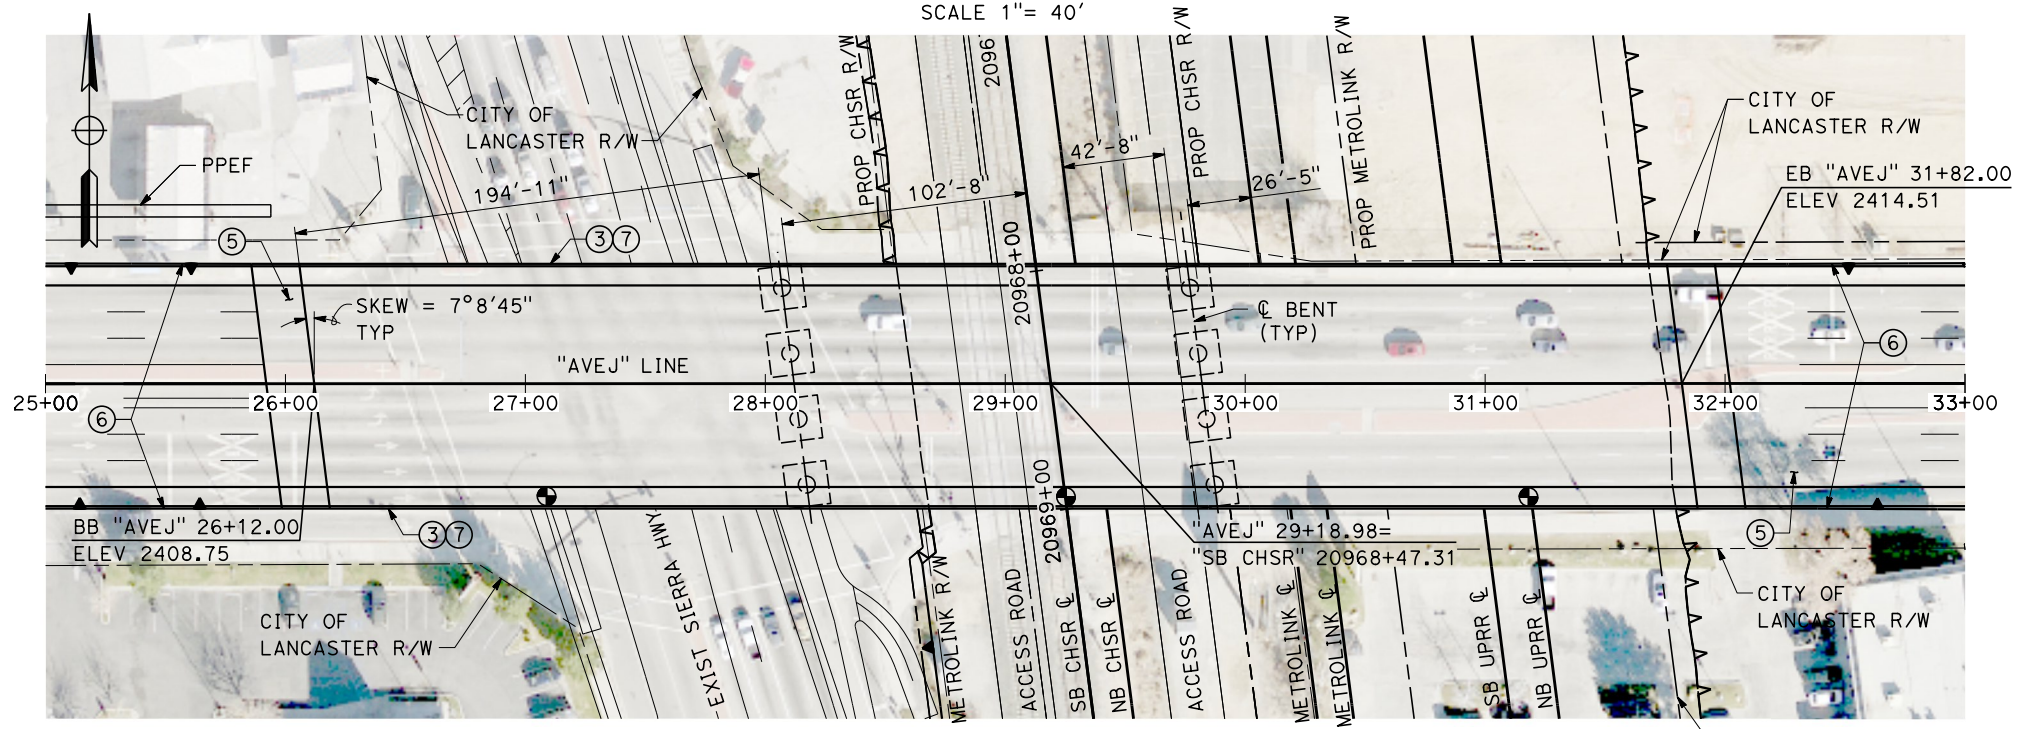 SCALE 1"= 40'
CITY OF
LANCASTER R/W
PPEF
194'-11"
102'-8"
42'-8"
26'-5"
PROP CHSR R/W
PROP CHSR R/W
2096
PROP CHSR R/W
PROP METROLINK R/W
PROP METROLINK R/W
CITY OF
LANCASTER R/W
EB "AVEJ" 31+82.00
ELEV 2414.51
5
3 7
20968+00
SKEW = 7°8'45"
TYP
℄ BENT
(TYP)
6
"AVEJ" LINE
25+00 26+00 27+00 28+00 29+00 30+00 31+00 32+00 33+00
6
20969+00
BB "AVEJ" 26+12.00
ELEV 2408.75
3 7
"AVEJ" 29+18.98=
"SB CHSR" 20968+47.31
5
CITY OF
LANCASTER R/W
CITY OF
LANCASTER R/W
EXIST SIERRA HWY.
METROLINK R/W
ACCESS ROAD
SB CHSR ℄
NB CHSR ℄
ACCESS ROAD
METROLINK ℄
METROLINK ℄
SB UPRR ℄
NB UPRR ℄